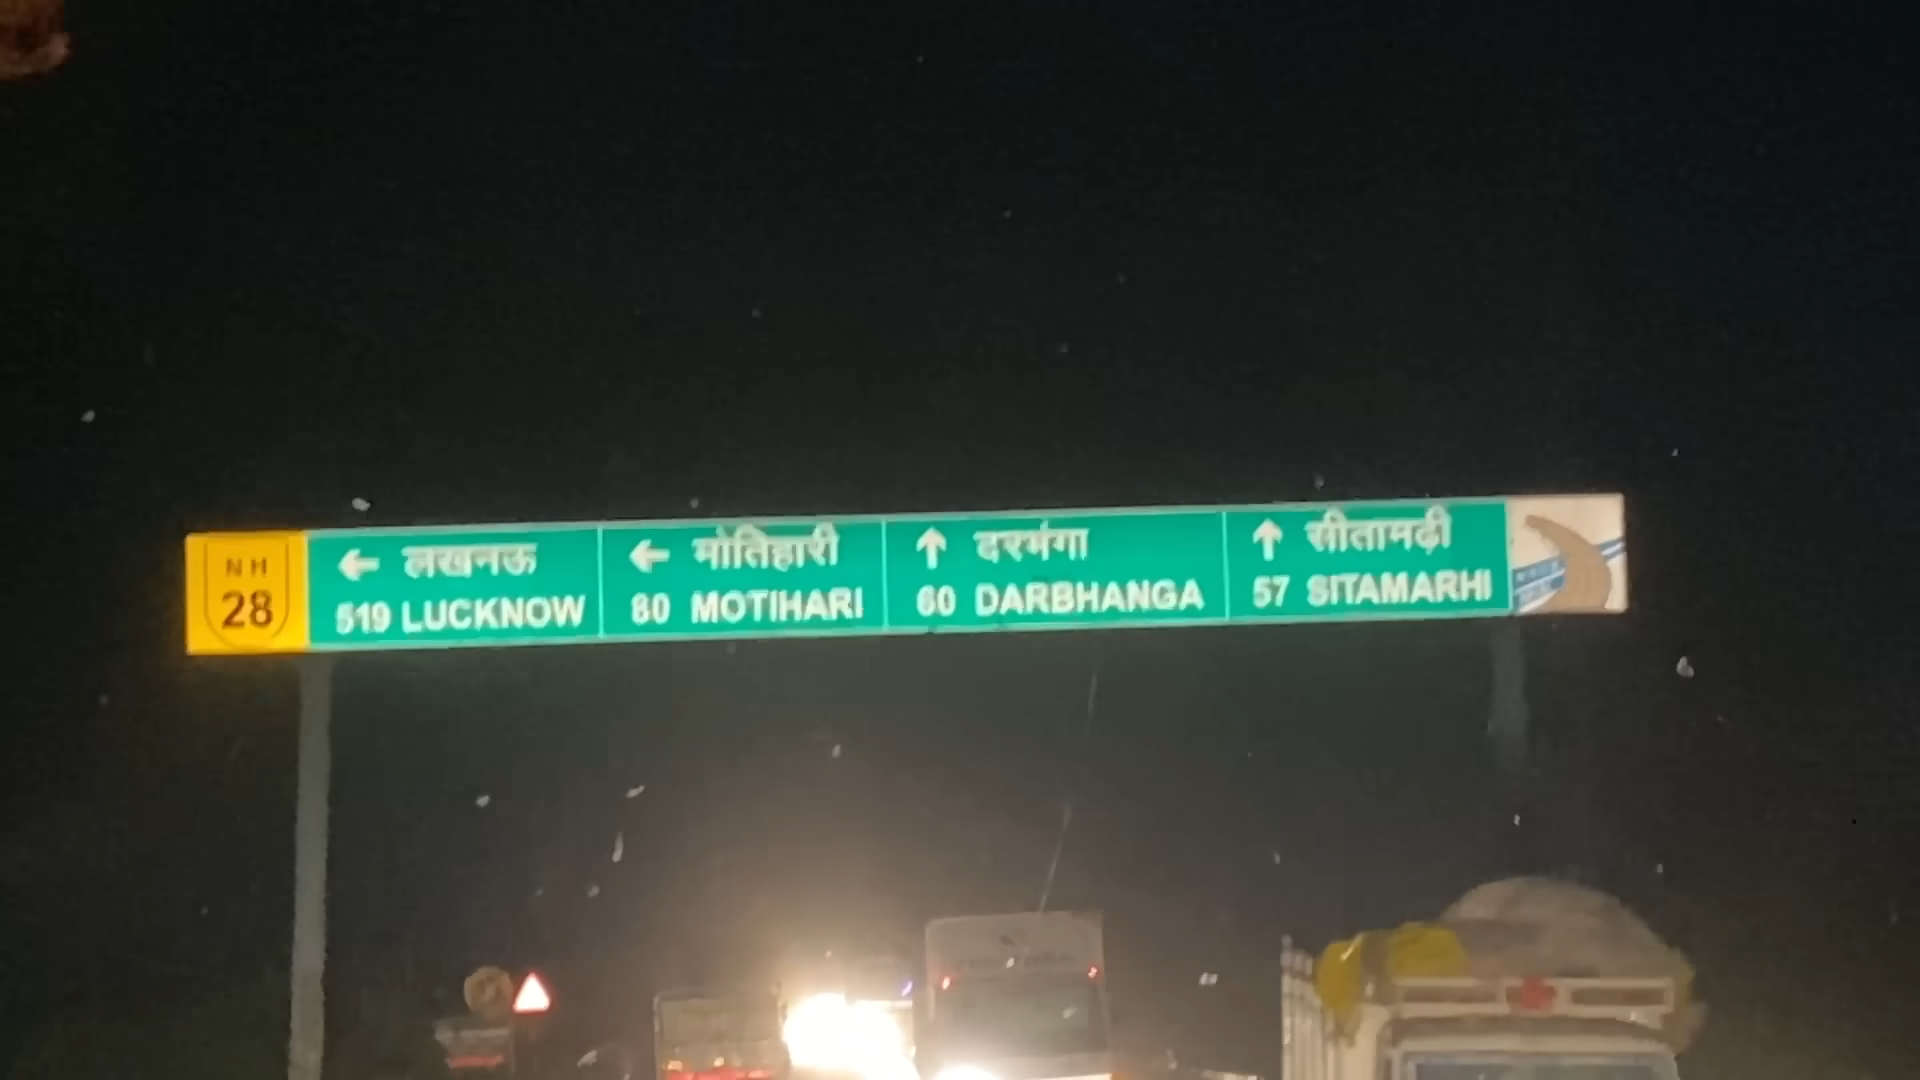 NH
28
← लखनऊ
519 LUCKNOW
← मोतिहारी
80 MOTIHARI
↑ दरभंगा
60 DARBHANGA
↑ सीतामढ़ी
57 SITAMARHI